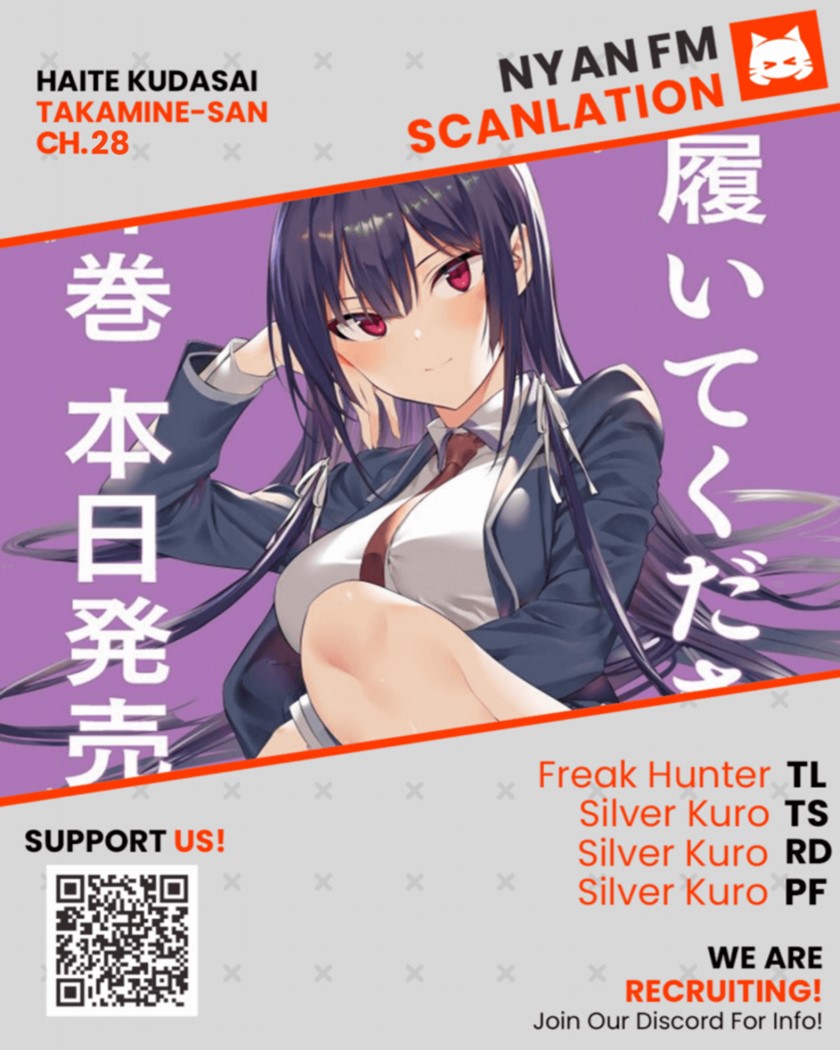 HAITE KUDASAI
TAKAMINE-SAN
CH.28
NYAN FM
SCANLATION
履いてくださ
巻 本日発売
Freak Hunter TL
Silver Kuro TS
Silver Kuro RD
Silver Kuro PF
SUPPORT US!
WE ARE
RECRUITING!
Join Our Discord For Info!